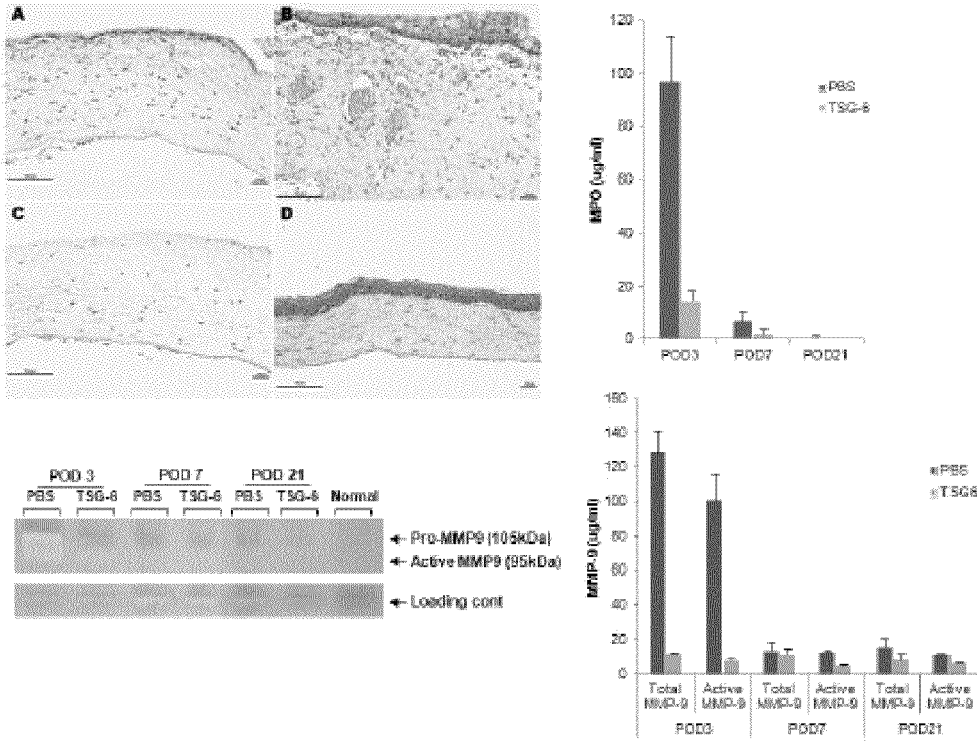 A
B
C
D
120
100
80
60
40
20
0
MPO (ug/ml)
PBS
TSG-6
POD3
POD7
POD21
POD 3
POD 7
POD 21
PBS TSG-6 PBS TSG-6 PBS TSG-6 Normal
Pro-MMP9 (105kDa)
Active MMP9 (95kDa)
Loading cont
160
140
120
100
80
60
40
20
0
MMP-9 (ug/ml)
PBS
TSG6
Total Active Total Active Total Active
MMP-9 MMP-9 MMP-9 MMP-9 MMP-9 MMP-9
POD3 POD7 POD21